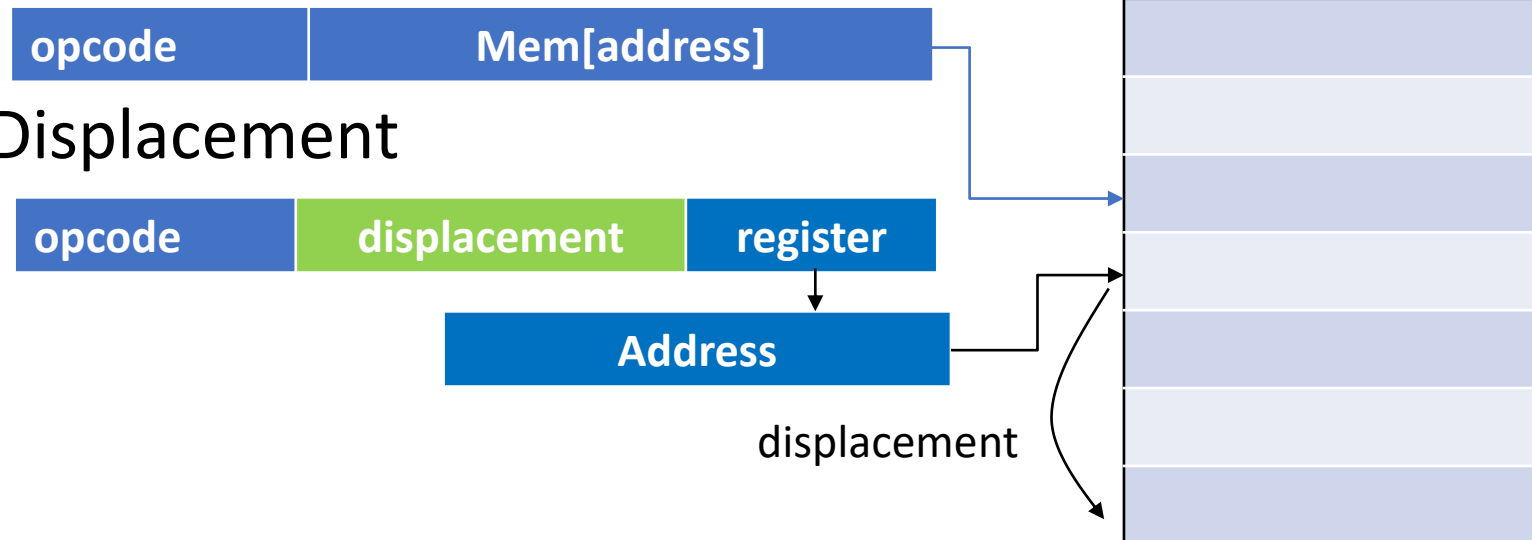 opcode Mem[address]
Displacement
opcode displacement register
Address
displacement